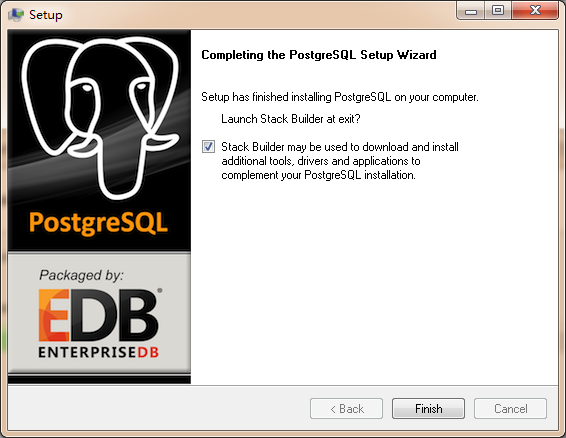 Setup
Completing the PostgreSQL Setup Wizard
Setup has finished installing PostgreSQL on your computer.
Launch Stack Builder at exit?
Stack Builder may be used to download and install
additional tools, drivers and applications to
complement your PostgreSQL installation.
PostgreSQL
Packaged by:
EDB®
ENTERPRISEDB
< Back
Finish
Cancel